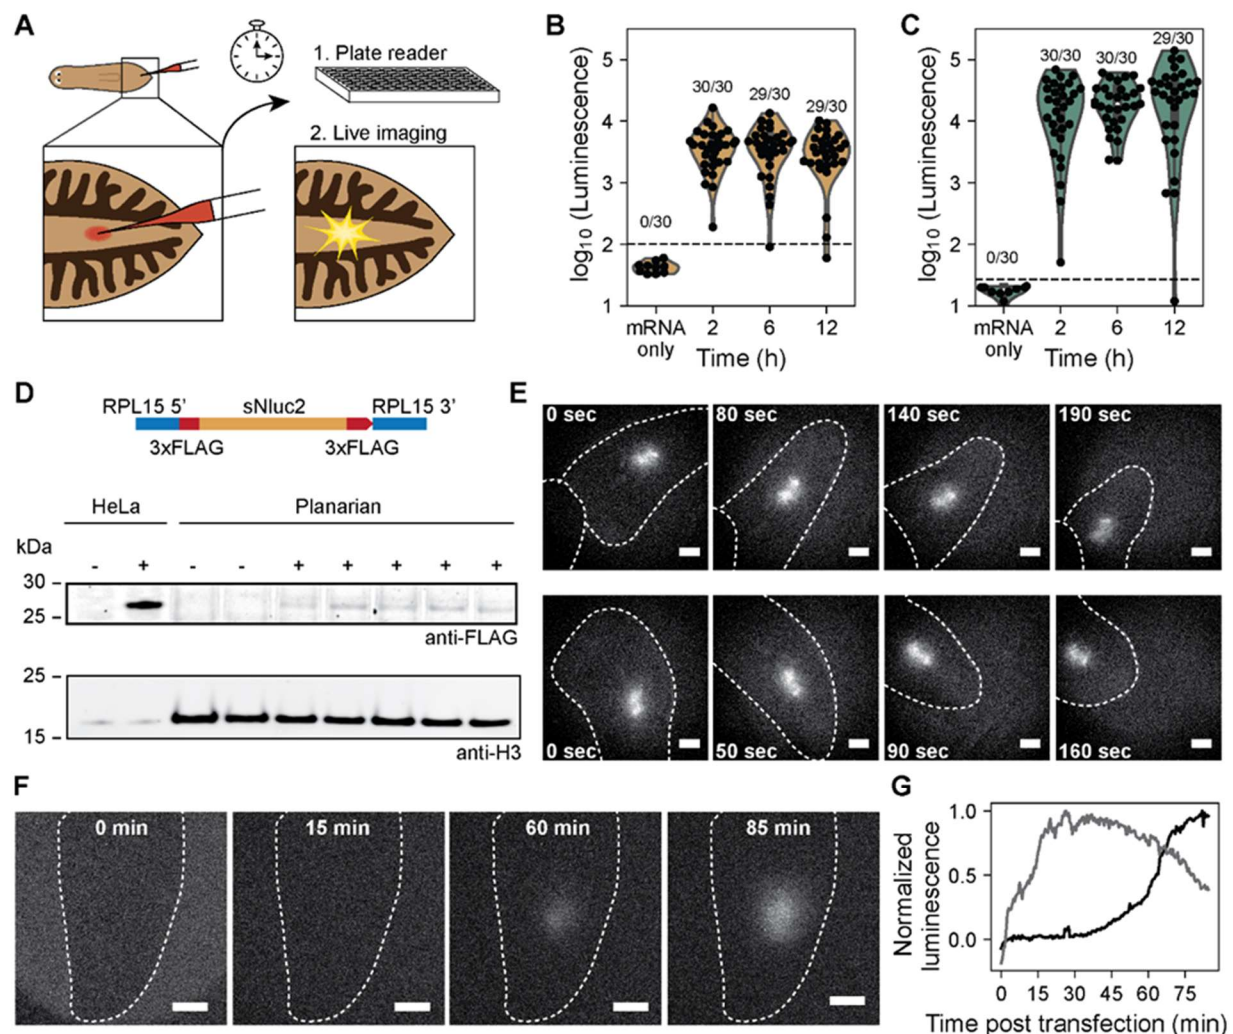 A
1. Plate reader
2. Live imaging
B
log10 (Luminescence)
5
4
3
2
1
0/30
30/30
29/30
29/30
mRNA only
2
6
12
Time (h)
C
log10 (Luminescence)
5
4
3
2
1
0/30
30/30
30/30
29/30
mRNA only
2
6
12
Time (h)
D
RPL15 5’
sNluc2
RPL15 3’
3xFLAG
3xFLAG
HeLa
Planarian
kDa
- + - - + + + + +
30
25
anti-FLAG
25
15
anti-H3
E
0 sec
80 sec
140 sec
190 sec
0 sec
50 sec
90 sec
160 sec
F
0 min
15 min
60 min
85 min
G
Normalized
luminescence
1.0
0.5
0.0
0 15 30 45 60 75
Time post transfection (min)